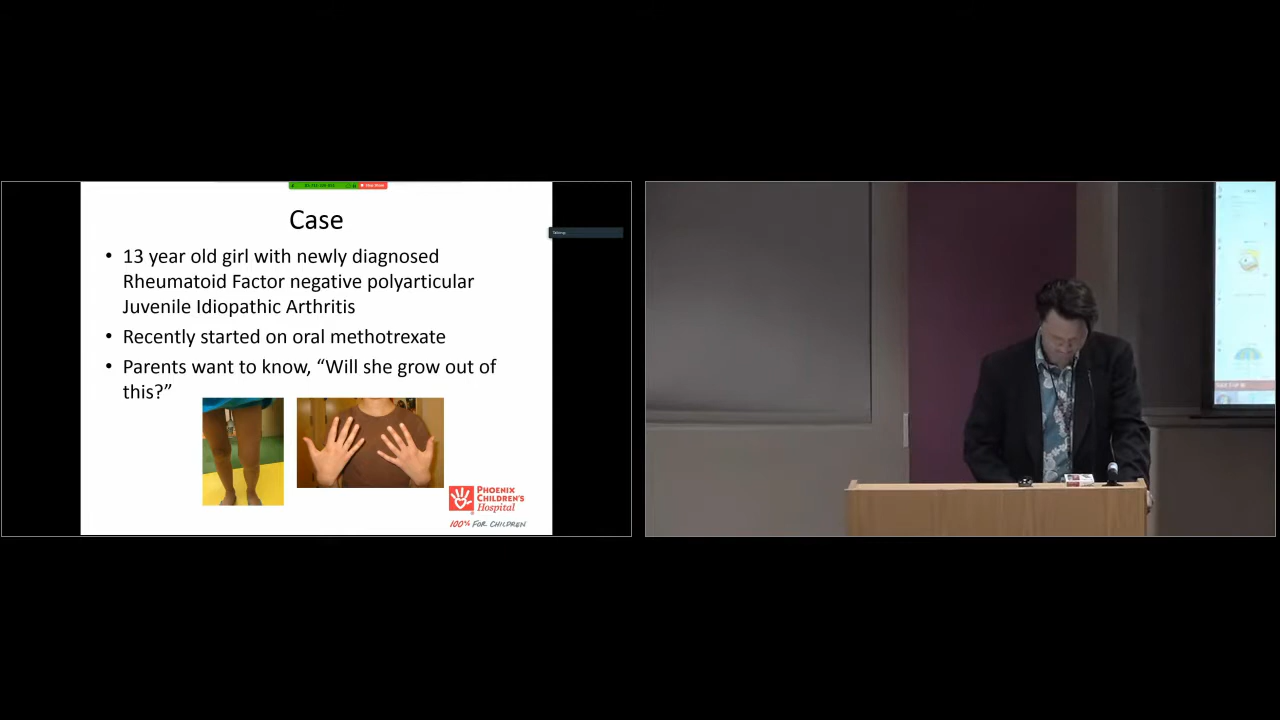 Case
• 13 year old girl with newly diagnosed
Rheumatoid Factor negative polyarticular
Juvenile Idiopathic Arthritis
• Recently started on oral methotrexate
• Parents want to know, “Will she grow out of
this?”
PHOENIX
CHILDREN'S
Hospital
100% FOR CHILDREN